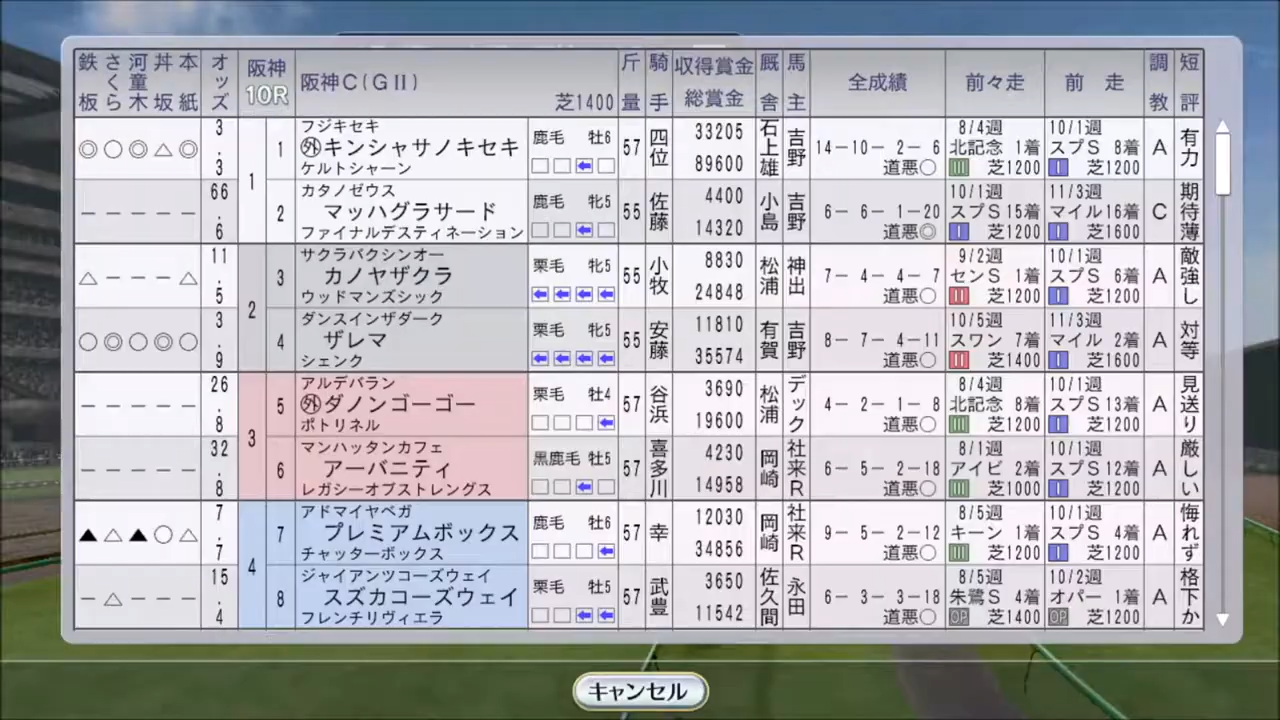 鉄板 さくら 河童木 丼坂 本紙 オッズ 阪神 10R 阪神C(GⅡ) 芝1400 斤量 騎手 収得賞金 総賞金 厩舎 馬主 全成績 前々走 前走 調教 短評
◎ ○ ◎ △ ◎ 3.3 1 1 フジキセキ 鹿毛 牡6 57 四位 33205 石上雄 吉野 14-10-2-6 8/4週 10/1週 A 有力
外キンシャサノキセキ 北記念 1着 スプS 8着
ケルトシャーン 89600 道悪○ Ⅲ 芝1200 Ⅰ 芝1200
- - - - - 66.6 2 カタノゼウス 鹿毛 牝5 55 佐藤 4400 小島 吉野 6-6-1-20 10/1週 11/3週 C 期待薄
マッハグラサード スプS 15着 マイル 16着
ファイナルデスティネーション 14320 道悪◎ Ⅰ 芝1200 Ⅰ 芝1600
△ - - - △ 11.5 2 3 サクラバクシンオー 栗毛 牝5 55 小牧 8830 松浦 神出 7-4-4-7 9/2週 10/1週 A 敵強し
カノヤザクラ センS 1着 スプS 6着
ウッドマンズシック 24848 道悪○ Ⅱ 芝1200 Ⅰ 芝1200
○ ◎ ○ ◎ ○ 3.9 4 ダンスインザダーク 栗毛 牝5 55 安藤 11810 有賀 吉野 8-7-4-11 10/5週 11/3週 A 対等
ザレマ スワン 7着 マイル 2着
シェンク 35574 道悪○ Ⅱ 芝1400 Ⅰ 芝1600
- - - - - 26.8 3 5 アルデバラン 栗毛 牡4 57 谷浜 3690 松浦 デック 4-2-1-8 8/4週 10/1週 A 見送り
外ダノンゴーゴー 北記念 8着 スプS 13着
ポトリネル 19600 道悪○ Ⅲ 芝1200 Ⅰ 芝1200
- - - - - 32.8 6 マンハッタンカフェ 黒鹿毛 牡5 57 喜多川 4230 岡崎 社来R 6-5-2-18 8/1週 10/1週 A 厳しい
アーバニティ アイビ 2着 スプS 12着
レガシーオブストレングス 14958 道悪○ Ⅲ 芝1000 Ⅰ 芝1200
▲ △ ▲ ○ △ 7.7 4 7 アドマイヤベガ 鹿毛 牡6 57 幸 12030 岡崎 社来R 9-5-2-12 8/5週 10/1週 A 悔れず
プレミアムボックス キーン 1着 スプS 4着
チャッターボックス 34856 道悪○ Ⅲ 芝1200 Ⅰ 芝1200
- △ - - - 15.4 8 ジャイアンツコーズウェイ 栗毛 牡5 57 武豊 3650 佐久間 永田 6-3-3-18 8/5週 10/2週 A 格下か
スズカコーズウェイ 朱鷺S 4着 オパー 1着
フレンチリヴィエラ 11542 道悪○ OP 芝1400 OP 芝1200
キャンセル